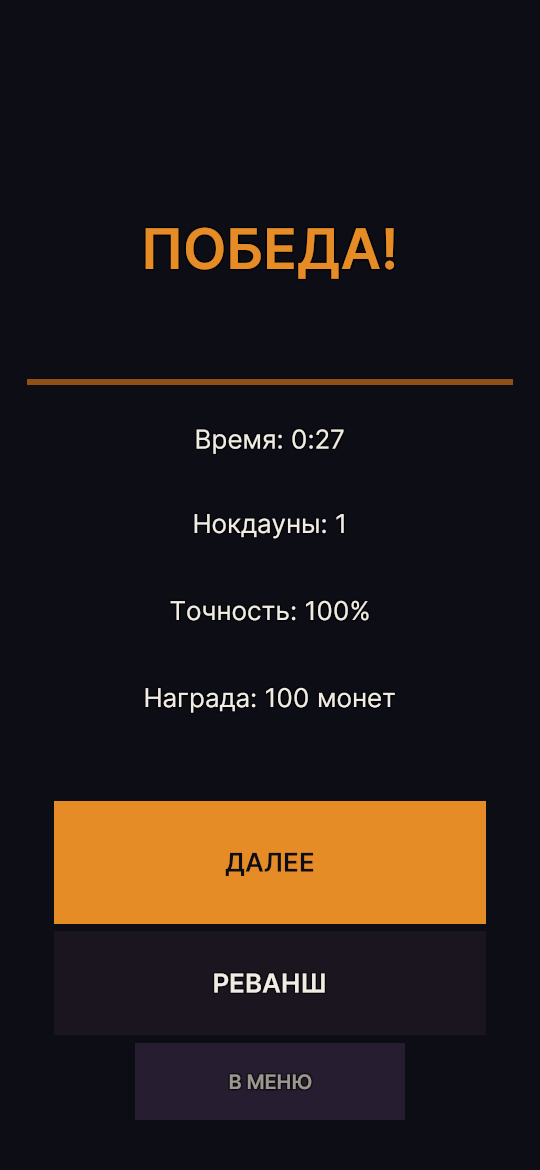 ПОБЕДА!
Время: 0:27
Нокдауны: 1
Точность: 100%
Награда: 100 монет
ДАЛЕЕ
РЕВАНШ
В МЕНЮ